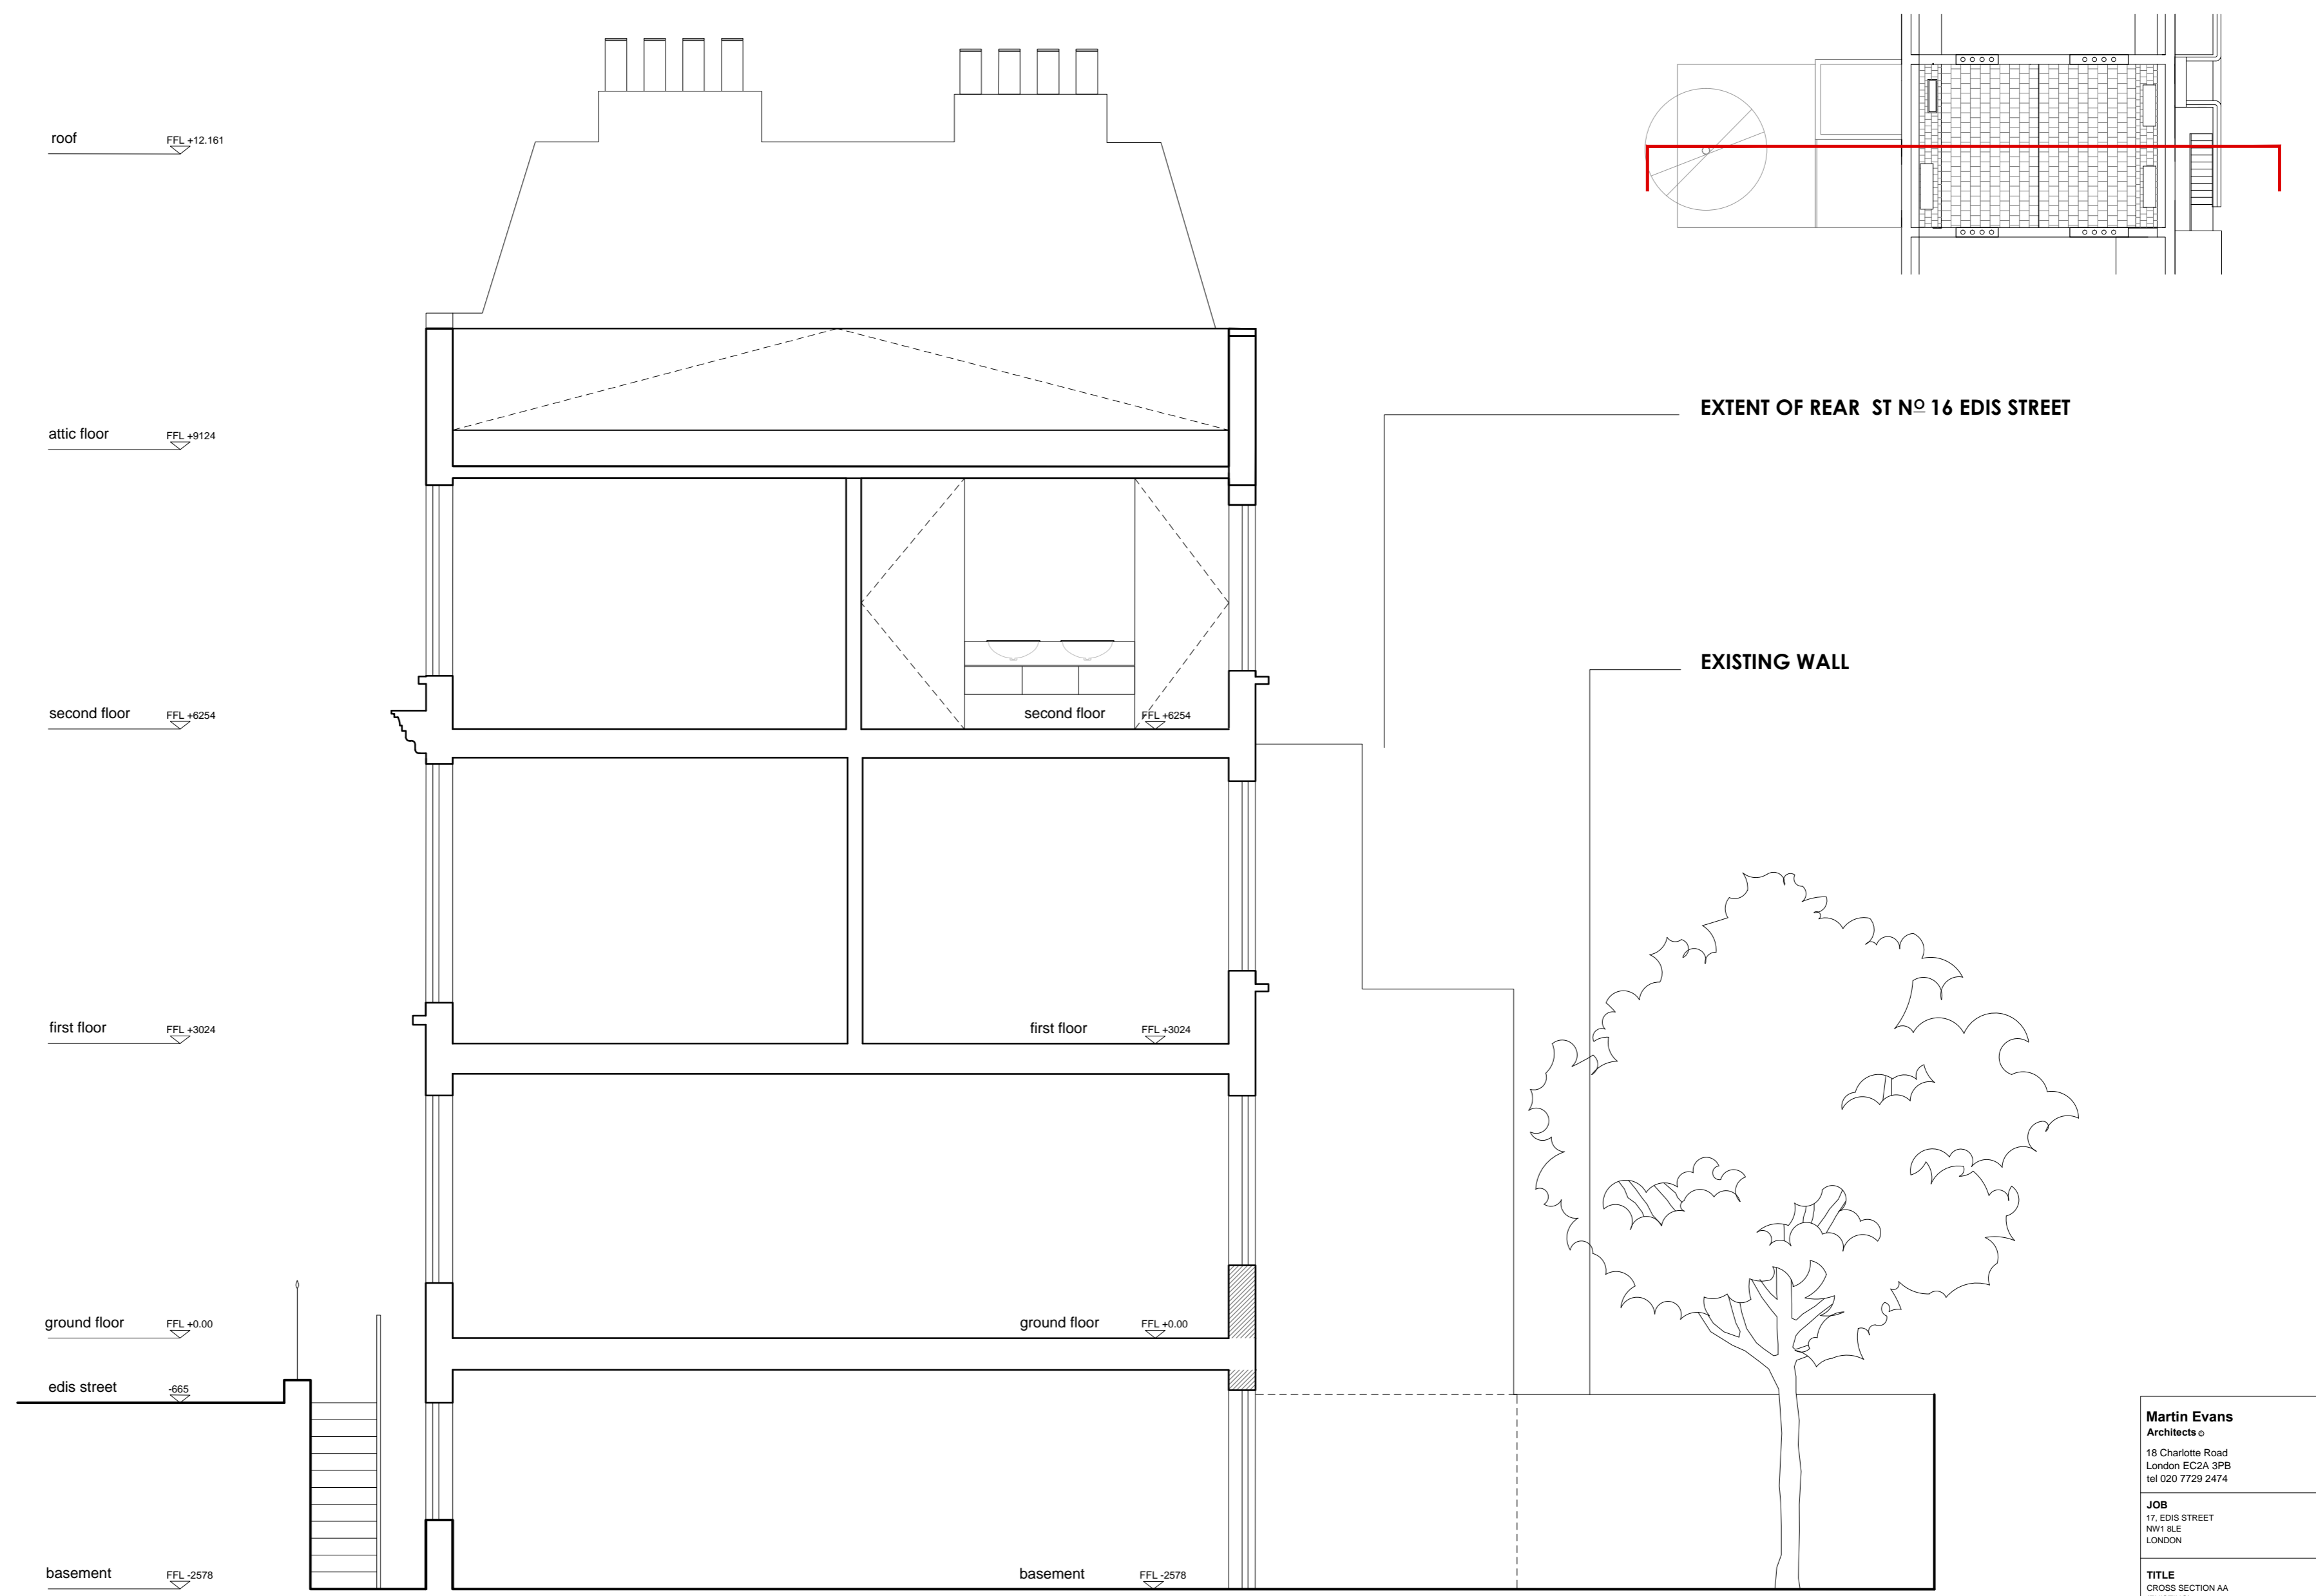 roof FFL +12.161
EXTENT OF REAR ST Nº 16 EDIS STREET
attic floor FFL +9124
EXISTING WALL
second floor FFL +6254
second floor FFL +6254
first floor FFL +3024
first floor FFL +3024
ground floor FFL +0.00
ground floor FFL +0.00
edis street -665
basement FFL -2578
basement FFL -2578
Martin Evans
Architects ©
18 Charlotte Road
London EC2A 3PB
tel 020 7729 2474
JOB
17, EDIS STREET
NW1 8LE
LONDON
TITLE
CROSS SECTION AA